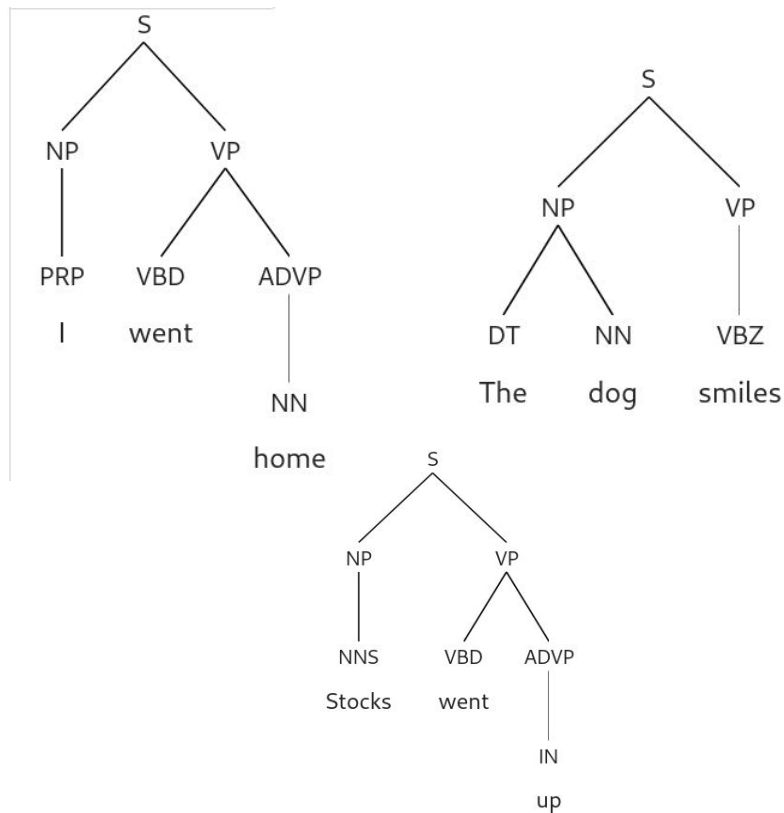 S
NP VP
PRP VBD ADVP
I went
NN
home
S
NP VP
DT NN VBZ
The dog smiles
S
NP VP
NNS VBD ADVP
Stocks went
IN
up